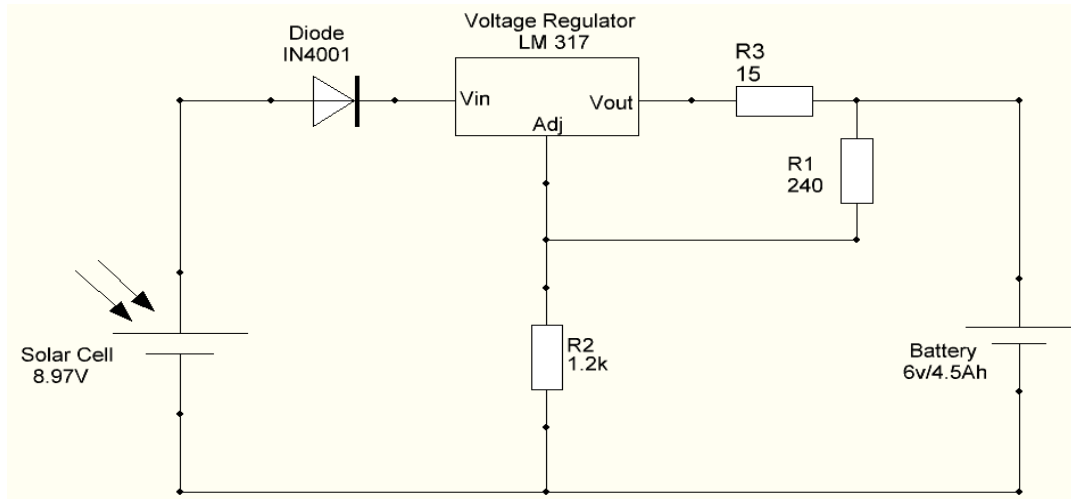 Voltage Regulator
LM 317
Diode
IN4001
R3
15
Vin
Vout
Adj
R1
240
Solar Cell
8.97V
R2
1.2k
Battery
6v/4.5Ah